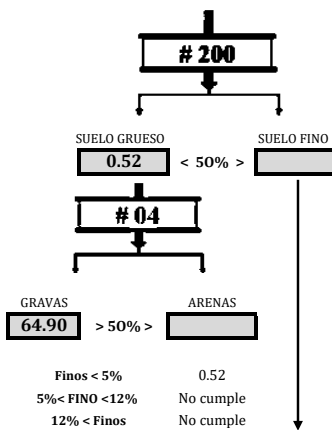 # 200
SUELO GRUESO SUELO FINO
0.52 < 50% >
# 04
GRAVAS ARENAS
64.90 > 50% >
Finos < 5% 0.52
5%< FINO <12% No cumple
12% < Finos No cumple